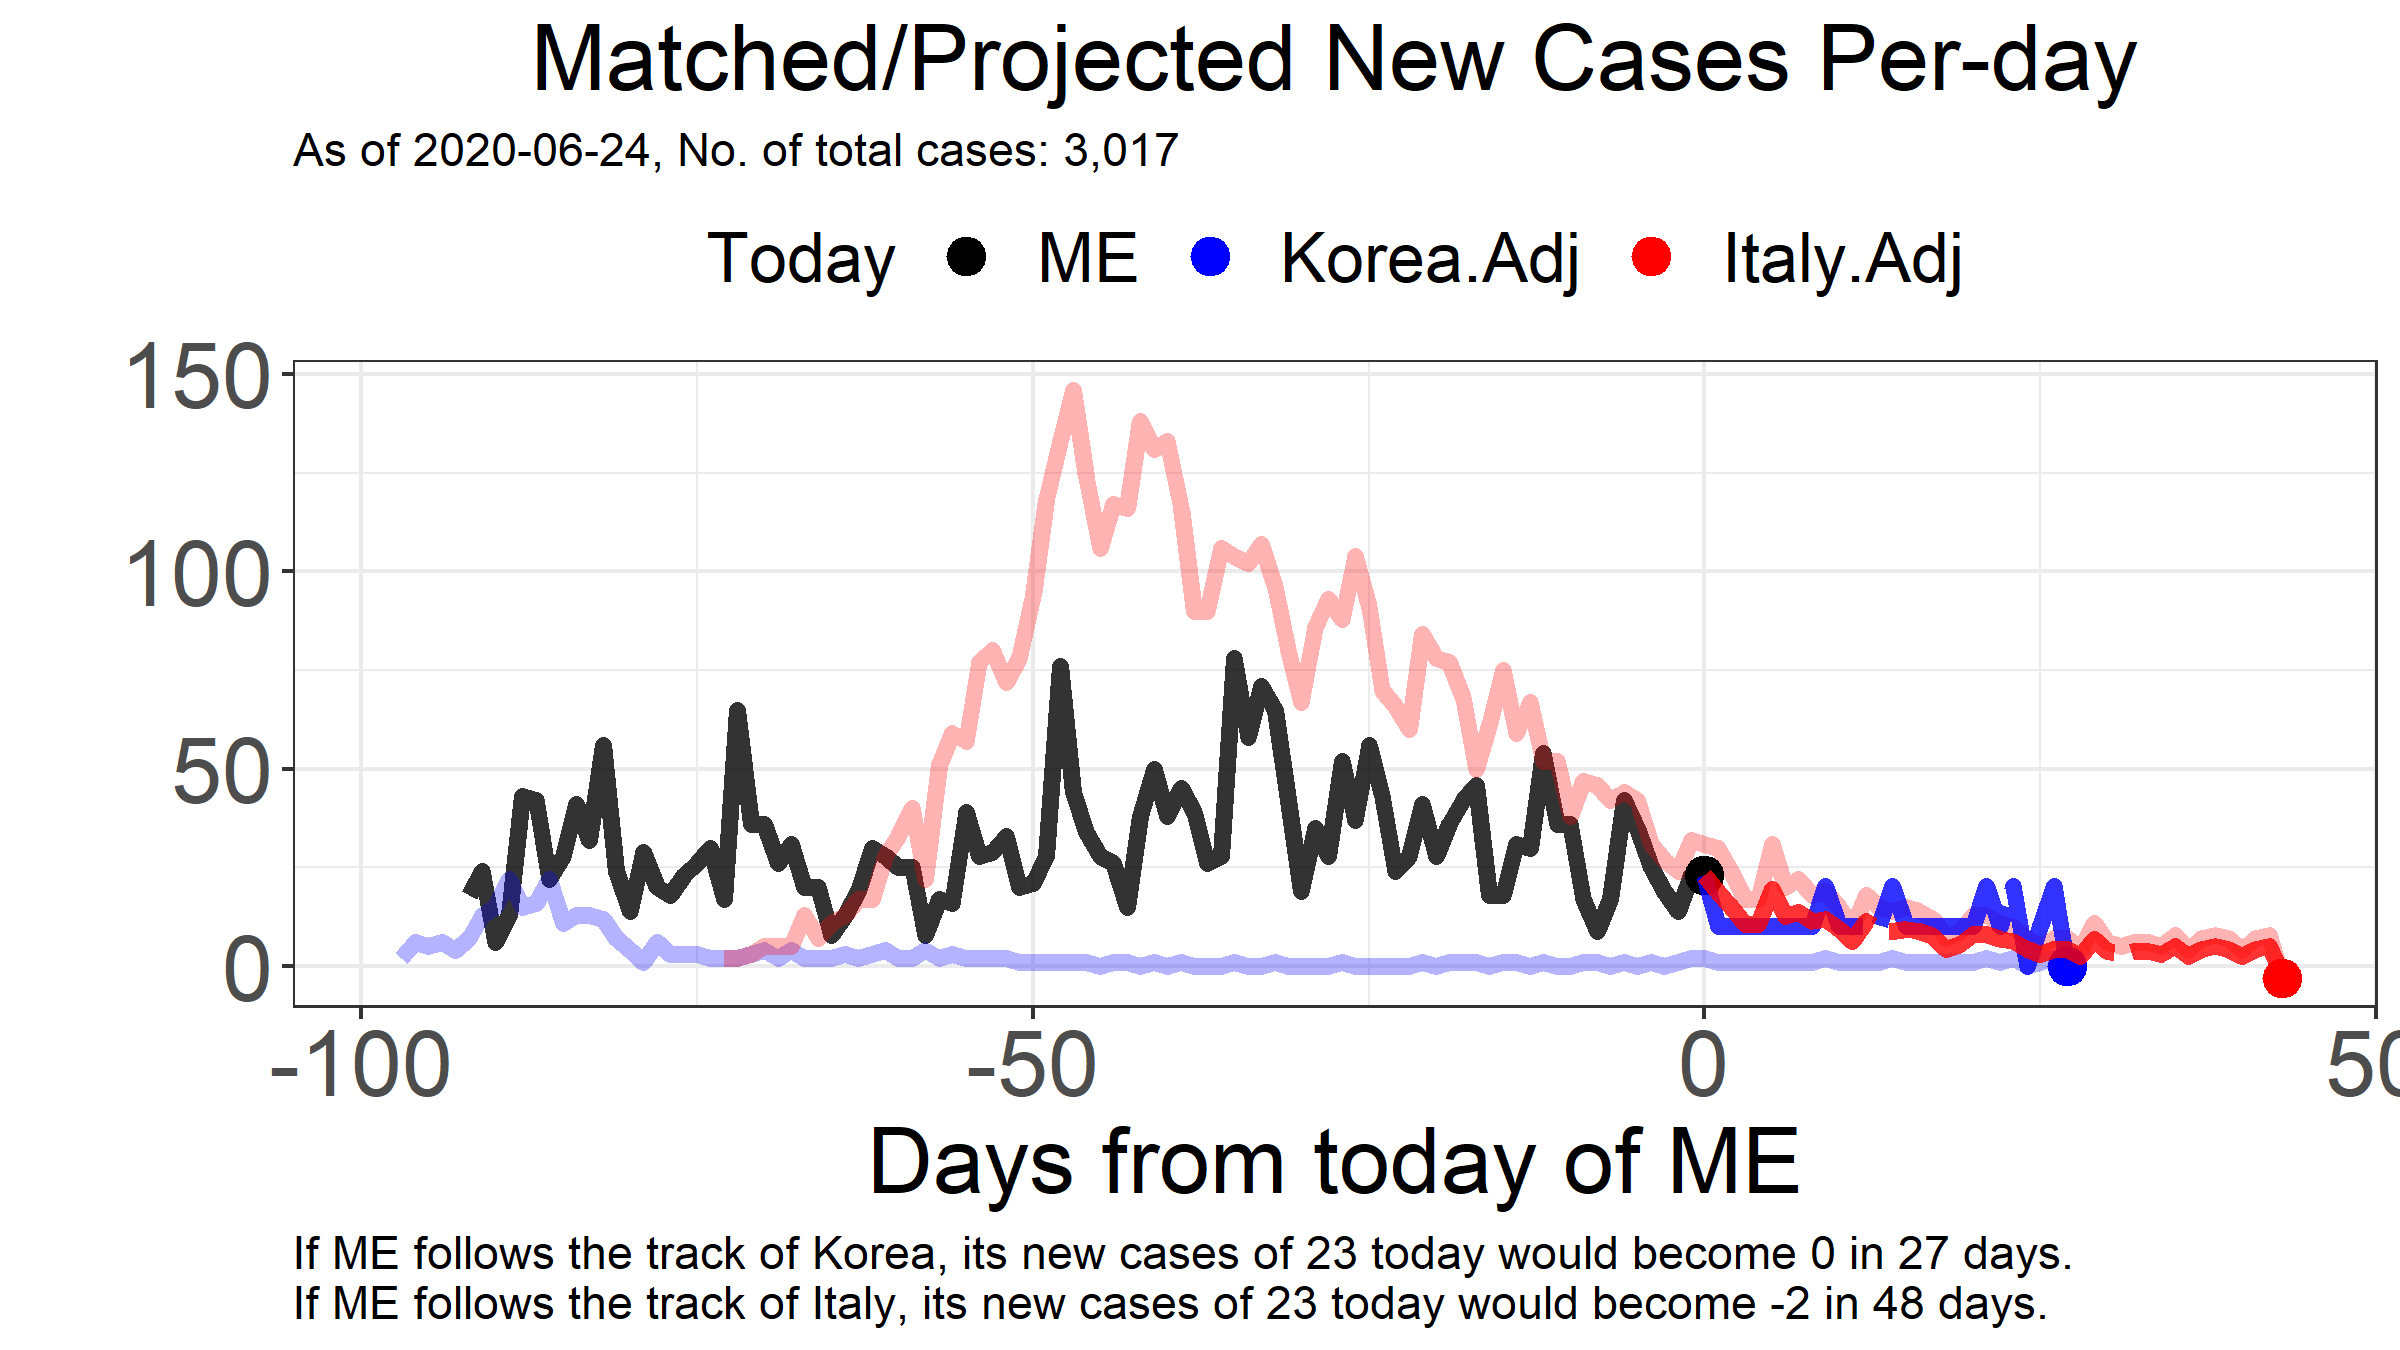 Matched/Projected New Cases Per-day
As of 2020-06-24, No. of total cases: 3,017
Today ME Korea.Adj Italy.Adj
150
100
50
0
-100 -50 0 50
Days from today of ME
If ME follows the track of Korea, its new cases of 23 today would become 0 in 27 days.
If ME follows the track of Italy, its new cases of 23 today would become -2 in 48 days.